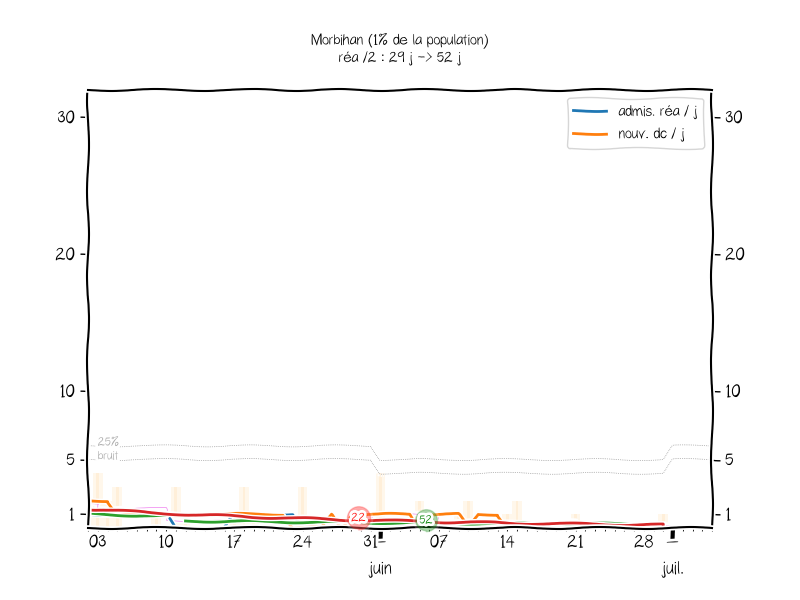 Morbihan (1% de la population)
réa /2 : 29 j -> 52 j
admis. réa / j
nouv. dc / j
30
30
20
20
10
10
25%
bruit
5
5
1
1
22
52
03 10 17 24 31 07 14 21 28
juin juil.